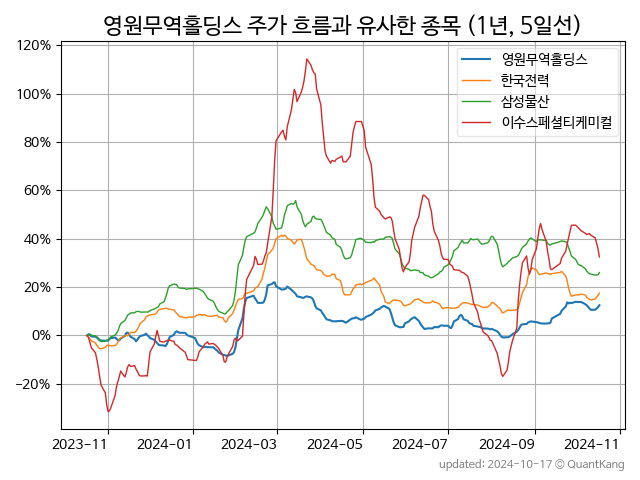 영원무역홀딩스 주가 흐름과 유사한 종목 (1년, 5일선)
120%
100%
80%
60%
40%
20%
0%
−20%
영원무역홀딩스
한국전력
삼성물산
이수스페셜티케미컬
2023−11 2024−01 2024−03 2024−05 2024−07 2024−09 2024−11
updated: 2024-10-17 © QuantKang